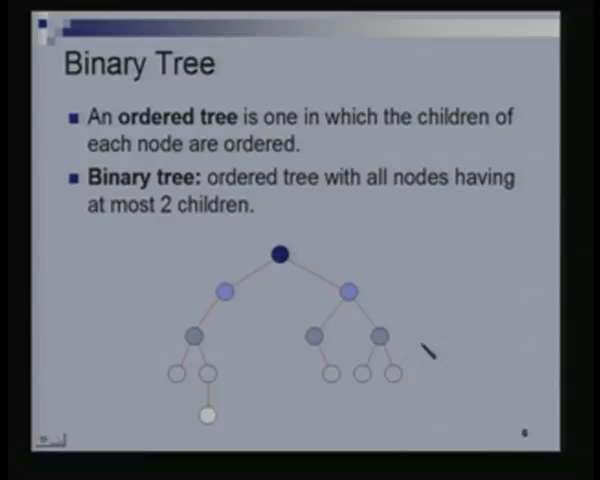 Binary Tree
An ordered tree is one in which the children of
each node are ordered.
Binary tree: ordered tree with all nodes having
at most 2 children.
6